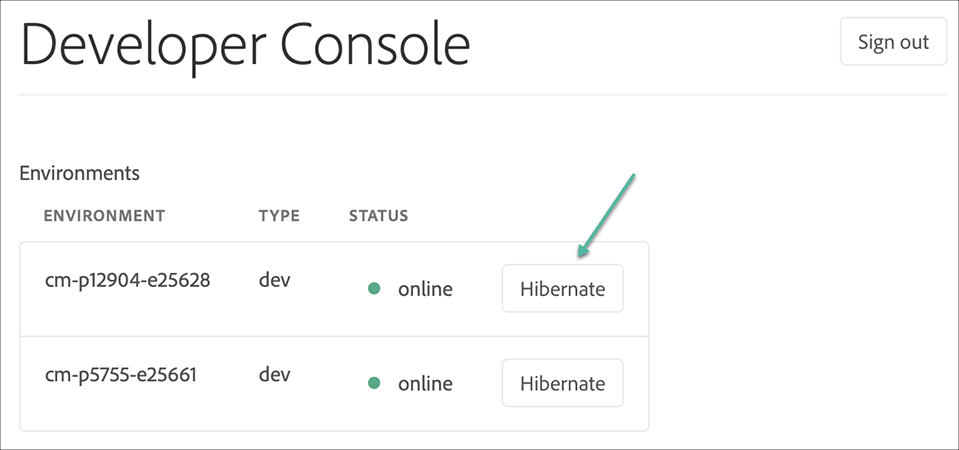 Developer Console
Sign out
Environments
ENVIRONMENT TYPE STATUS
cm-p12904-e25628 dev online Hibernate
cm-p5755-e25661 dev online Hibernate